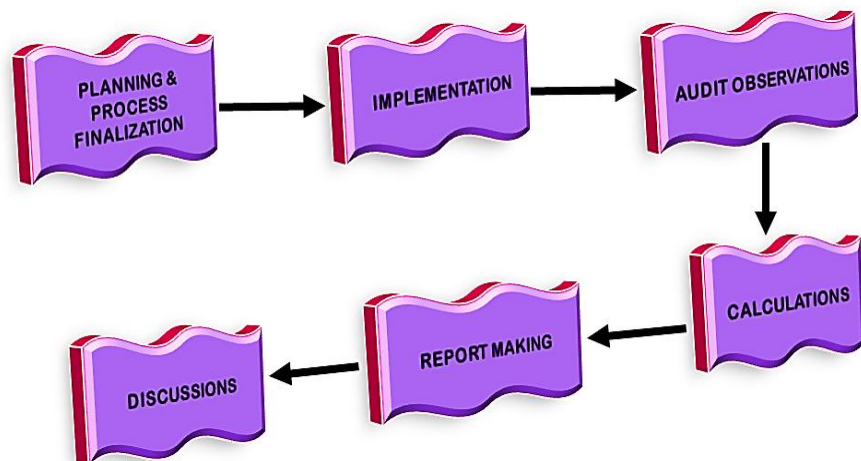 PLANNING &
PROCESS
FINALIZATION
IMPLEMENTATION
AUDIT OBSERVATIONS
CALCULATIONS
REPORT MAKING
DISCUSSIONS